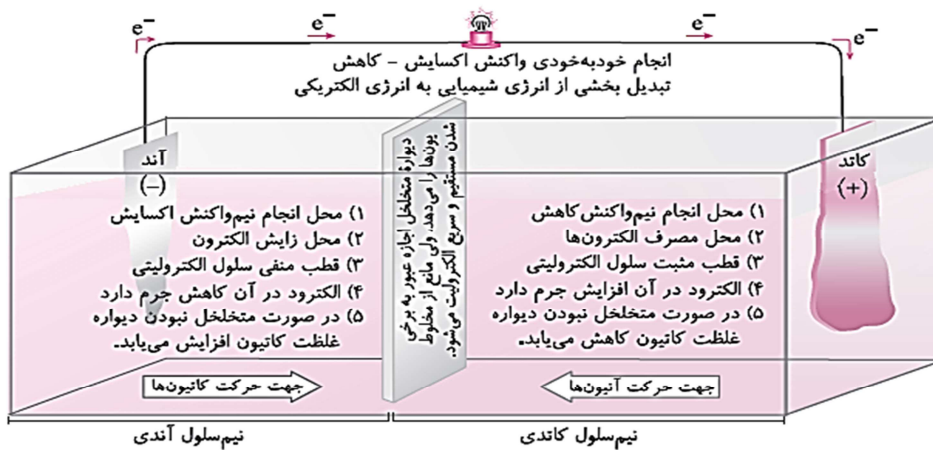 e⁻
e⁻
e⁻
e⁻
انجام خودبه‌خودی واکنش اکسایش - کاهش
تبدیل بخشی از انرژی شیمیایی به انرژی الکتریکی
کاتد
(+)
۱) محل انجام نیم‌واکنش کاهش
۲) محل مصرف الکترون‌ها
۳) قطب مثبت سلول الکترولیتی
۴) الکترود در آن افزایش جرم دارد
۵) در صورت متخلخل نبودن دیواره
غلظت کاتیون کاهش می‌یابد.
جهت حرکت آنیون‌ها
دیوارهٔ متخلخل اجازه عبور به برخی
یون‌ها را می‌دهد، ولی مانع از مخلوط
شدن مستقیم و سریع الکترولیت می‌شود.
آند
(−)
۱) محل انجام نیم‌واکنش اکسایش
۲) محل زایش الکترون
۳) قطب منفی سلول الکترولیتی
۴) الکترود در آن کاهش جرم دارد
۵) در صورت متخلخل نبودن دیواره
غلظت کاتیون افزایش می‌یابد.
جهت حرکت کاتیون‌ها
نیم‌سلول کاتدی
نیم‌سلول آندی